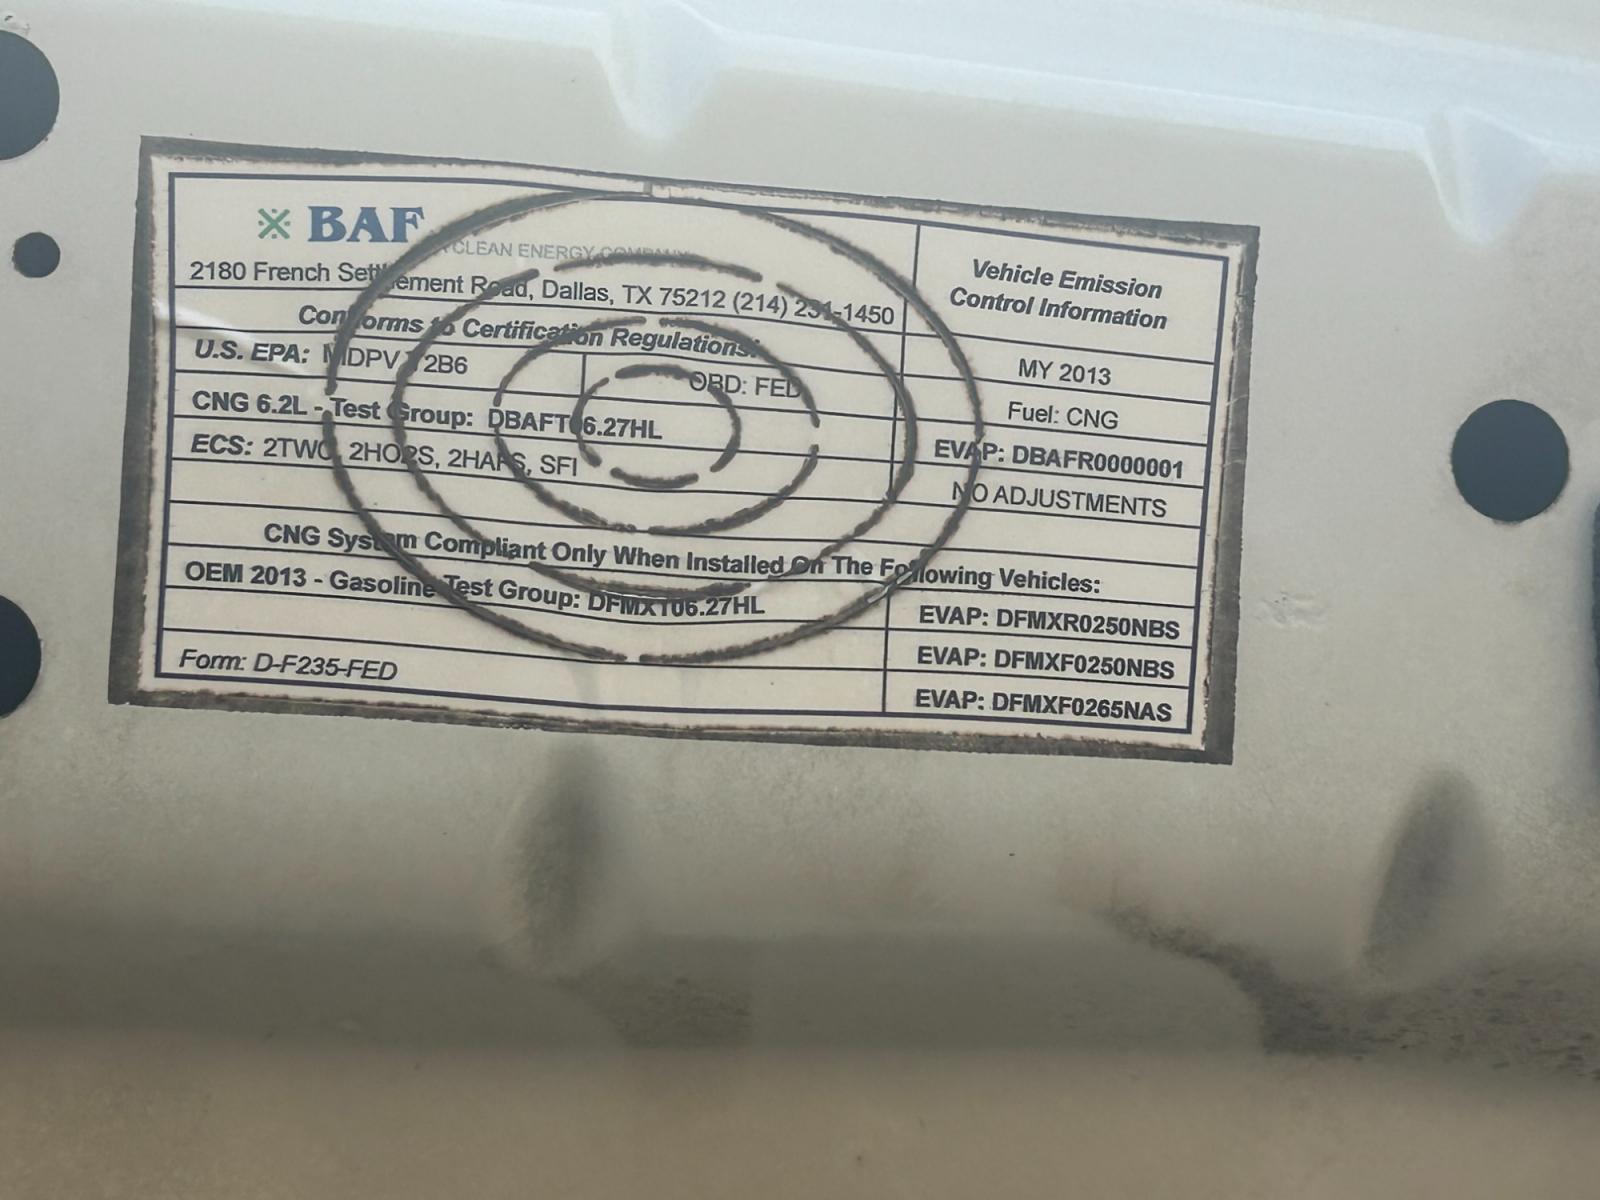 BAF
A CLEAN ENERGY COMPANY
2180 French Settlement Road, Dallas, TX 75212 (214) 231-1450
Vehicle Emission
Control Information
Conforms to Certification Regulations:
U.S. EPA: MDPV T2B6
OBD: FED
MY 2013
CNG 6.2L - Test Group: DBAFT06.27HL
Fuel: CNG
ECS: 2TWC, 2HO2S, 2HAFS, SFI
EVAP: DBAFR0000001
NO ADJUSTMENTS
CNG System Compliant Only When Installed On The Following Vehicles:
OEM 2013 - Gasoline Test Group: DFMXT06.27HL
EVAP: DFMXR0250NBS
EVAP: DFMXF0250NBS
Form: D-F235-FED
EVAP: DFMXF0265NAS